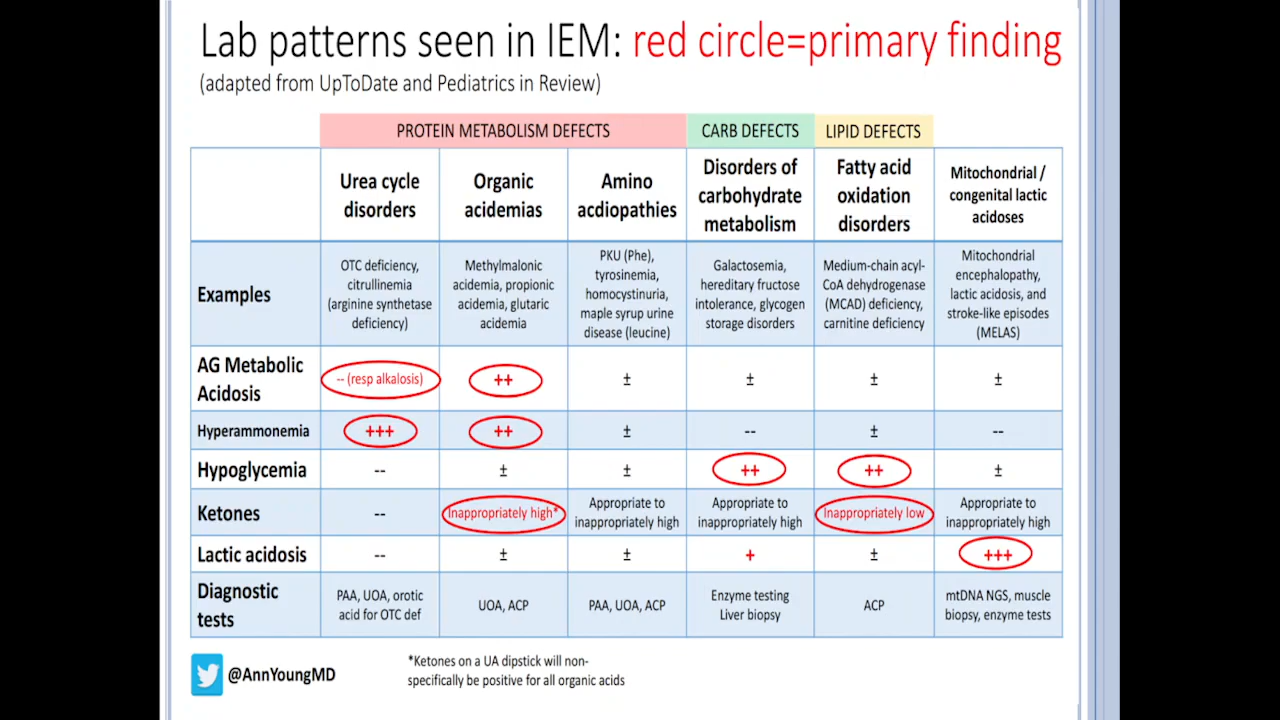 Lab patterns seen in IEM: red circle=primary finding
(adapted from UpToDate and Pediatrics in Review)
PROTEIN METABOLISM DEFECTS
CARB DEFECTS
LIPID DEFECTS
Urea cycle
disorders
Organic
acidemias
Amino
acdiopathies
Disorders of
carbohydrate
metabolism
Fatty acid
oxidation
disorders
Mitochondrial /
congenital lactic
acidoses
Examples
OTC deficiency,
citrullinemia
(arginine synthetase
deficiency)
Methylmalonic
acidemia, propionic
acidemia, glutaric
acidemia
PKU (Phe),
tyrosinemia,
homocystinuria,
maple syrup urine
disease (leucine)
Galactosemia,
hereditary fructose
intolerance, glycogen
storage disorders
Medium-chain acyl-
CoA dehydrogenase
(MCAD) deficiency,
carnitine deficiency
Mitochondrial
encephalopathy,
lactic acidosis, and
stroke-like episodes
(MELAS)
AG Metabolic
Acidosis
-- (resp alkalosis)
++
±
±
±
±
Hyperammonemia
+++
++
±
--
±
--
Hypoglycemia
--
±
±
++
++
±
Ketones
--
Inappropriately high*
Appropriate to
inappropriately high
Appropriate to
inappropriately high
Inappropriately low
Appropriate to
inappropriately high
Lactic acidosis
--
±
±
+
±
+++
Diagnostic
tests
PAA, UOA, orotic
acid for OTC def
UOA, ACP
PAA, UOA, ACP
Enzyme testing
Liver biopsy
ACP
mtDNA NGS, muscle
biopsy, enzyme tests
@AnnYoungMD
*Ketones on a UA dipstick will non-
specifically be positive for all organic acids